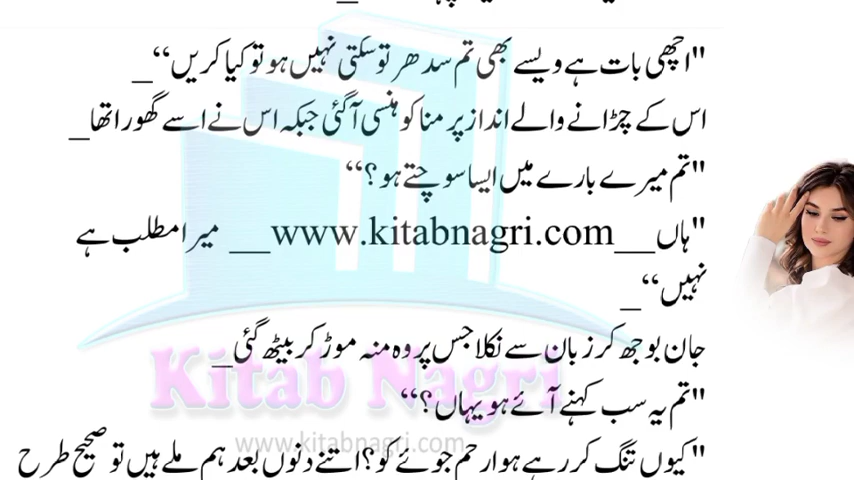 "اچھی بات ہے ویسے بھی تم سدھر تو سکتی نہیں ہو تو کیا کریں“_
اس کے چڑانے والے انداز پر منا کو ہنسی آ گئی جبکہ اس نے اسے گھورا تھا_
"تم میرے بارے میں ایسا سوچتے ہو؟“
"ہاں__www.kitabnagri.com__ میرا مطلب ہے
نہیں“_
جان بوجھ کر زبان سے نکلا جس پر وہ منہ موڑ کر بیٹھ گئی_
"تم یہ سب کہنے آئے ہو یہاں؟“
Kitab Nagri
www.kitabnagri.com
"کیوں تنگ کر رہے ہو ارحم جوئے کو؟ اتنے دنوں بعد ہم ملے ہیں تو صحیح طرح